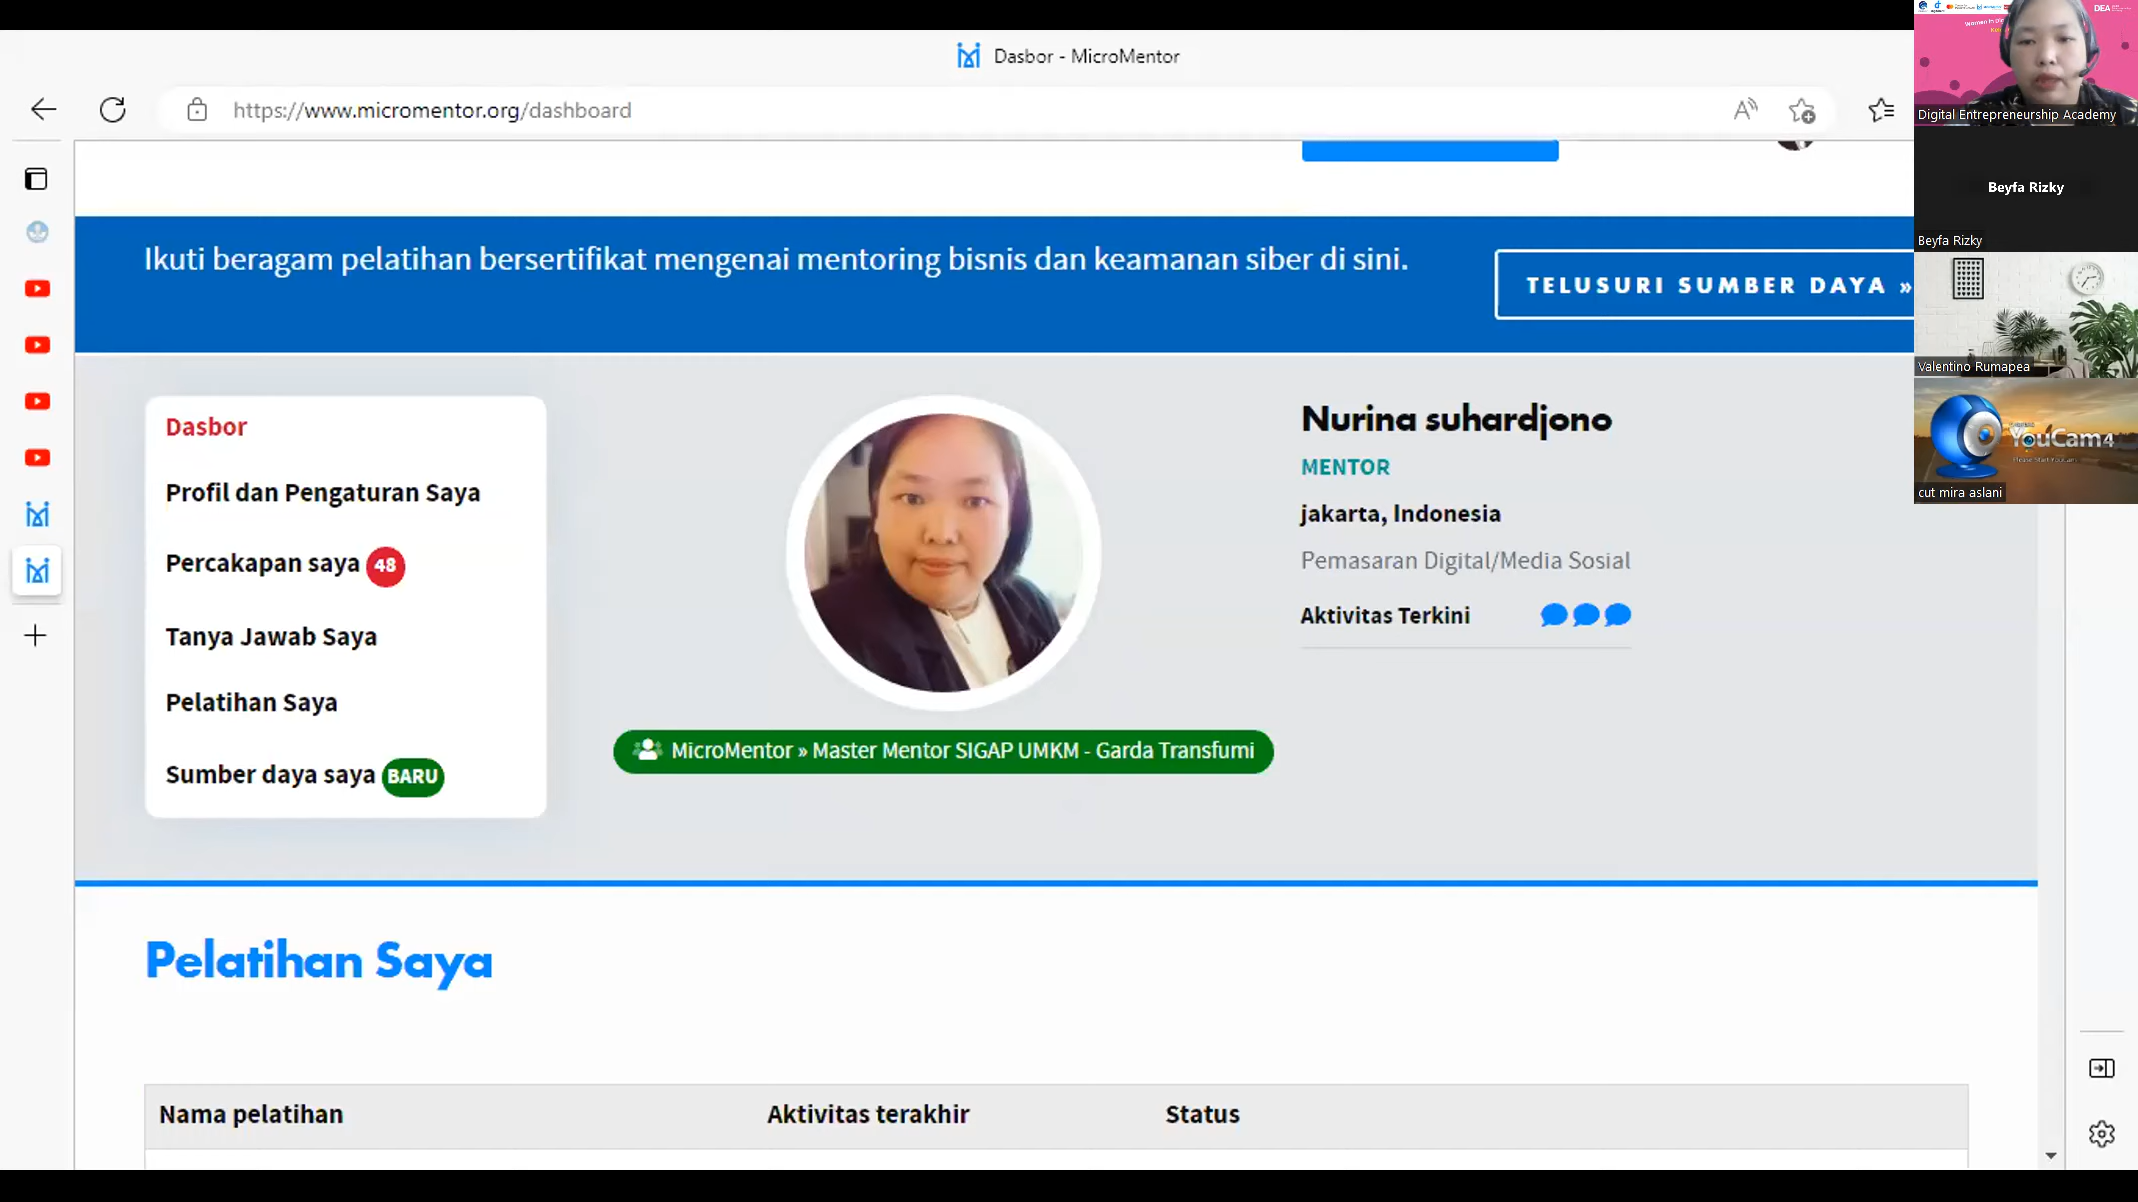 Dasbor - MicroMentor
https://www.micromentor.org/dashboard
Ikuti beragam pelatihan bersertifikat mengenai mentoring bisnis dan keamanan siber di sini.
TELUSURI SUMBER DAYA »
Dasbor
Profil dan Pengaturan Saya
Percakapan saya 48
Tanya Jawab Saya
Pelatihan Saya
Sumber daya saya BARU
MicroMentor » Master Mentor SIGAP UMKM - Garda Transfumi
Nurina suhardjono
MENTOR
jakarta, Indonesia
Pemasaran Digital/Media Sosial
Aktivitas Terkini
Pelatihan Saya
Nama pelatihan Aktivitas terakhir Status
DEA
Digital Entrepreneurship Academy
Beyfa Rizky
Beyfa Rizky
Valentino Rumapea
YouCam4
cut mira aslani